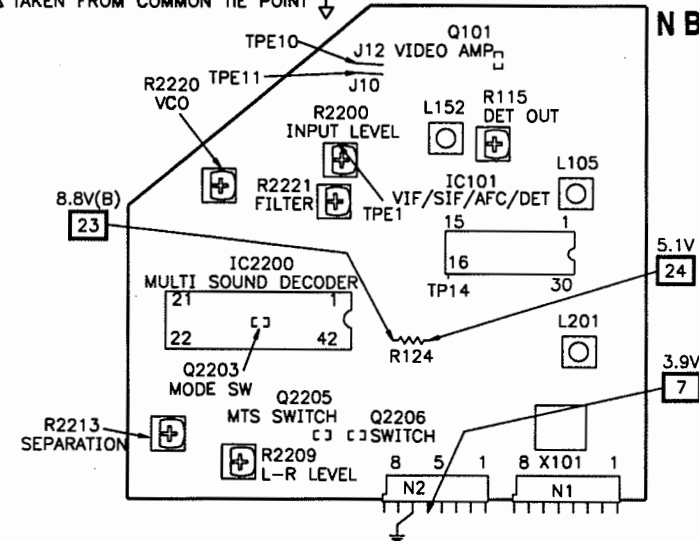 TAKEN FROM COMMON TIE POINT
N B
Q101
TPE10
J12 VIDEO AMP
TPE11
J10
R2220
VCO
R2200
INPUT LEVEL
L152
R115
DET OUT
L105
R2221
FILTER
TPE1
IC101
VIF/SIF/AFC/DET
8.8V(B)
23
15 1
16 30
TP14
5.1V
24
IC2200
MULTI SOUND DECODER
21 1
22 42
R124
L201
Q2203
MODE SW
3.9V
7
Q2205
MTS SWITCH
Q2206
SWITCH
R2213
SEPARATION
R2209
L-R LEVEL
8 5 1
N2
8 X101 1
N1